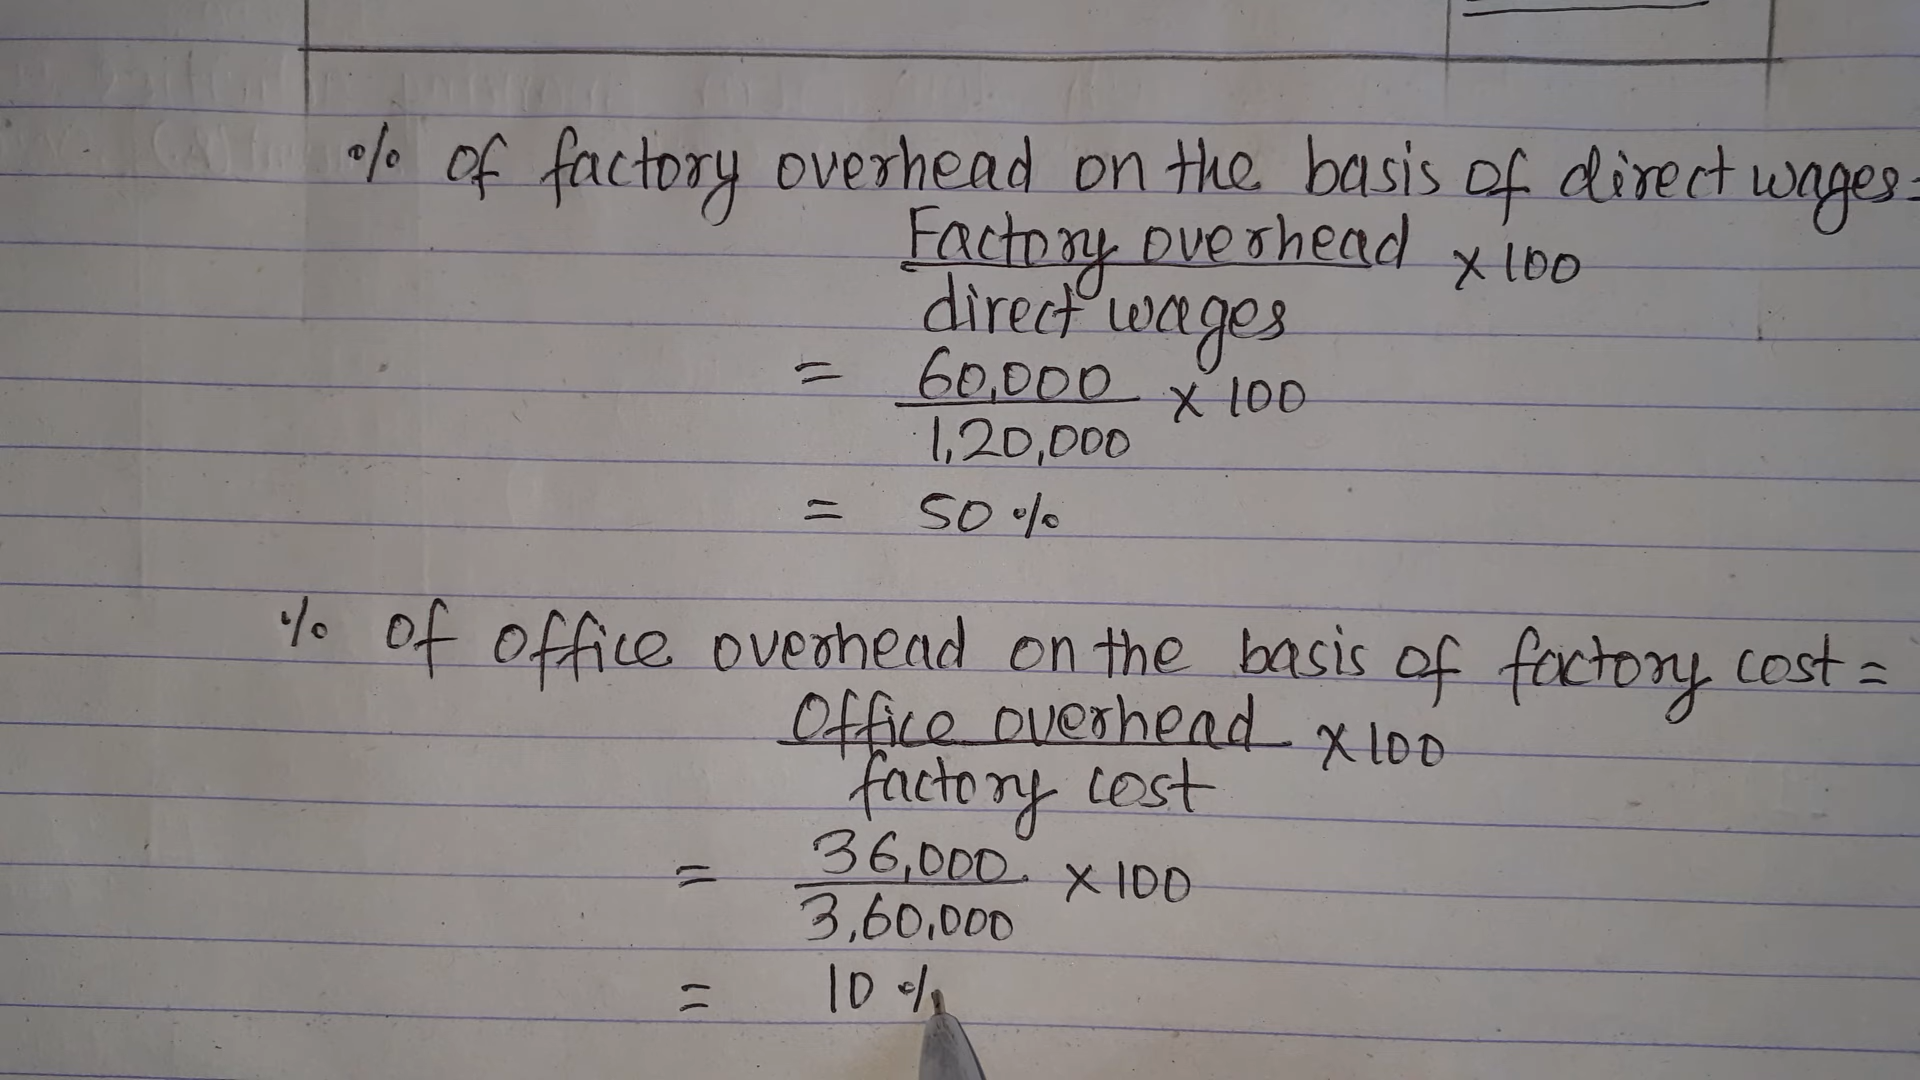 % of factory overhead on the basis of direct wages=
Factory overhead × 100
direct wages
= 60,000 × 100
1,20,000
= 50 %
% of office overhead on the basis of factory cost =
Office overhead × 100
factory cost
= 36,000 × 100
3,60,000
= 10 %